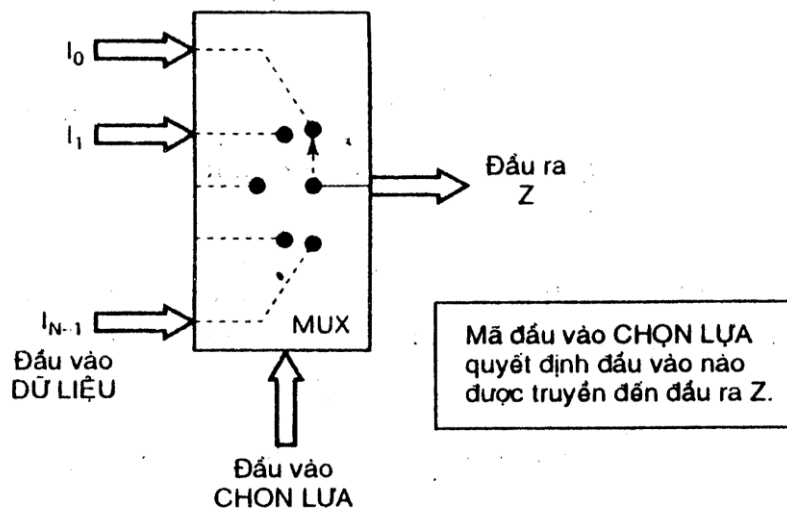 I0
I1
Đầu ra
Z
IN-1
MUX
Đầu vào
DỮ LIỆU
Mã đầu vào CHỌN LỰA
quyết định đầu vào nào
được truyền đến đầu ra Z.
Đầu vào
CHỌN LỰA